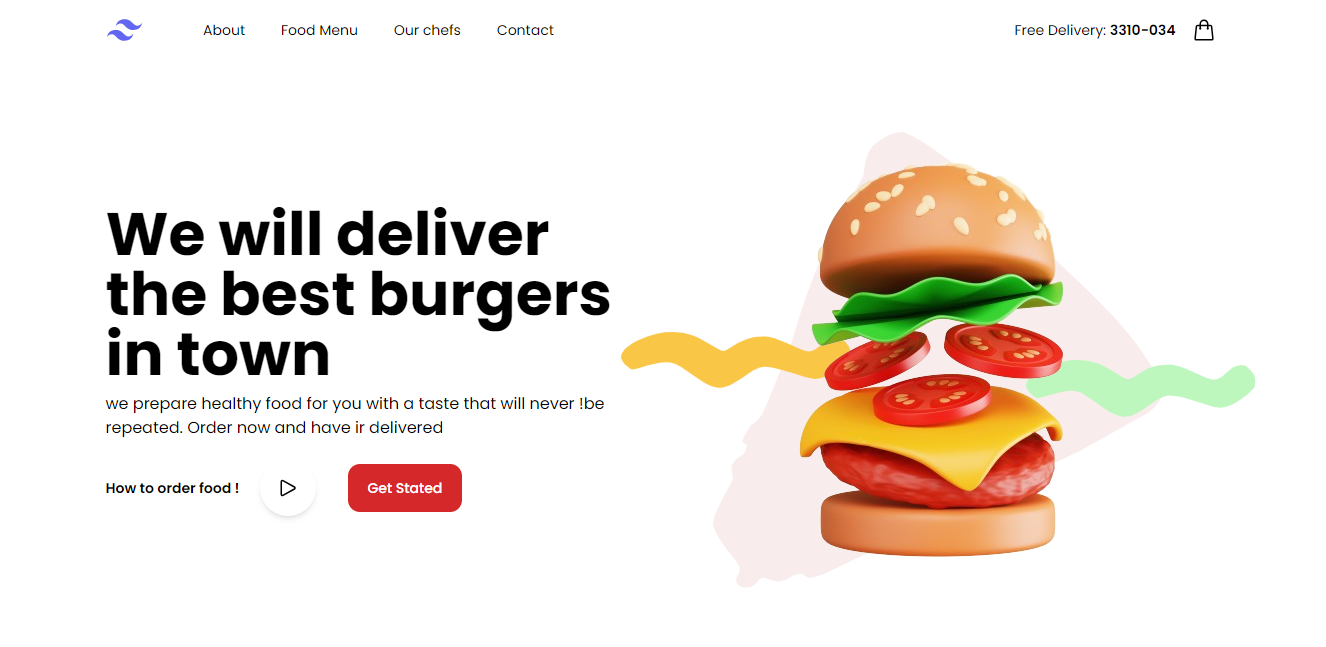 About Food Menu Our chefs Contact Free Delivery: 3310-034
We will deliver
the best burgers
in town
we prepare healthy food for you with a taste that will never !be
repeated. Order now and have ir delivered
How to order food ! Get Stated